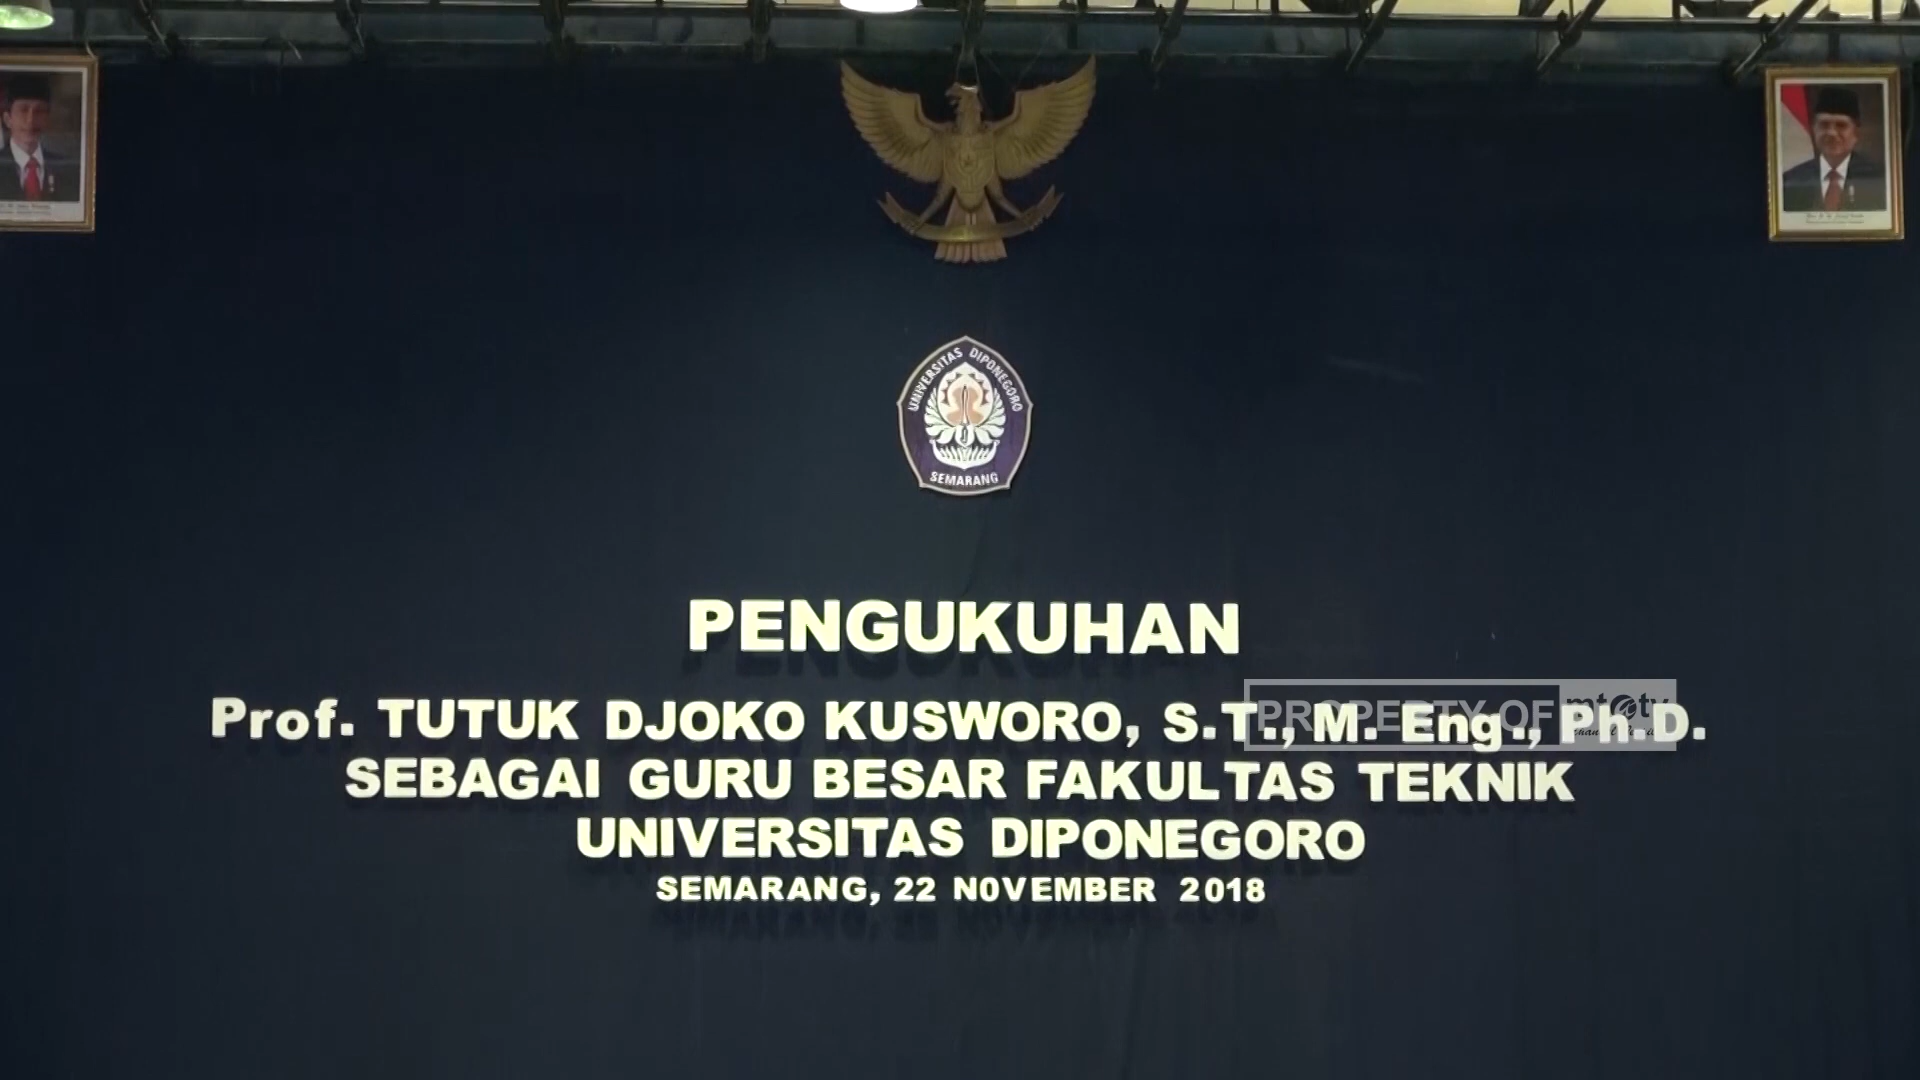 UNIVERSITAS DIPONEGORO
SEMARANG
PENGUKUHAN
Prof. TUTUK DJOKO KUSWORO, S.T., M. Eng., Ph.D.
PROPERTY OF mtatv
SEBAGAI GURU BESAR FAKULTAS TEKNIK
UNIVERSITAS DIPONEGORO
SEMARANG, 22 N0VEMBER 2018